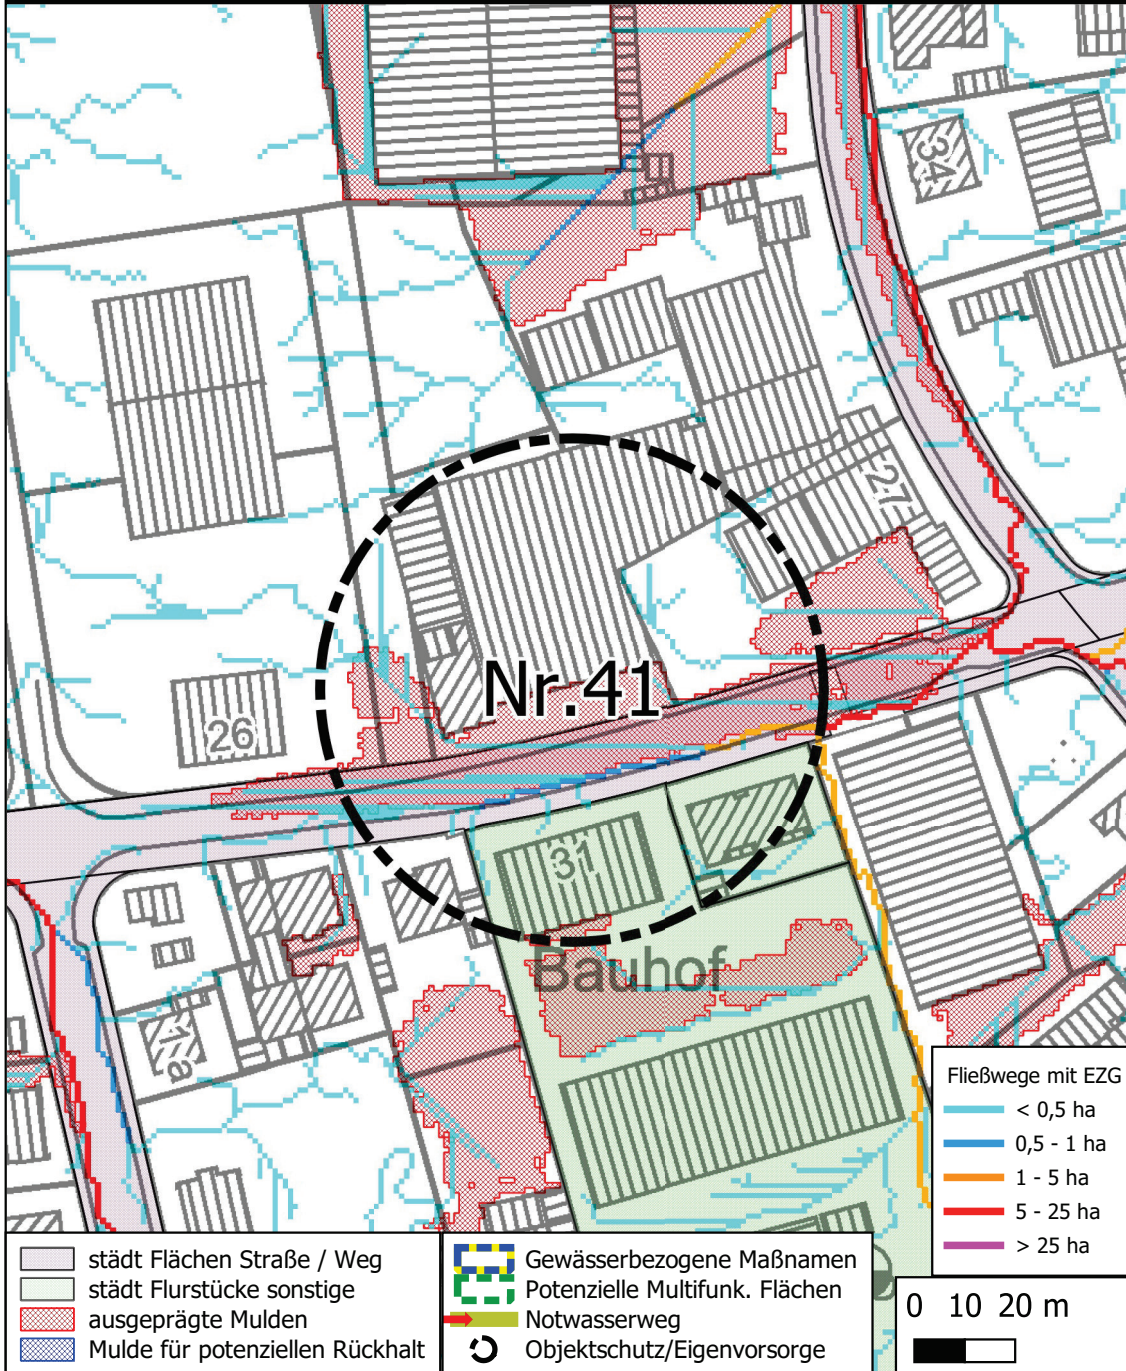 34
27
Nr.41
26
31
Bauhof
1a
Fließwege mit EZG
< 0,5 ha
0,5 - 1 ha
1 - 5 ha
5 - 25 ha
> 25 ha
städt Flächen Straße / Weg
städt Flurstücke sonstige
ausgeprägte Mulden
Mulde für potenziellen Rückhalt
Gewässerbezogene Maßnamen
Potenzielle Multifunk. Flächen
Notwasserweg
Objektschutz/Eigenvorsorge
0 10 20 m